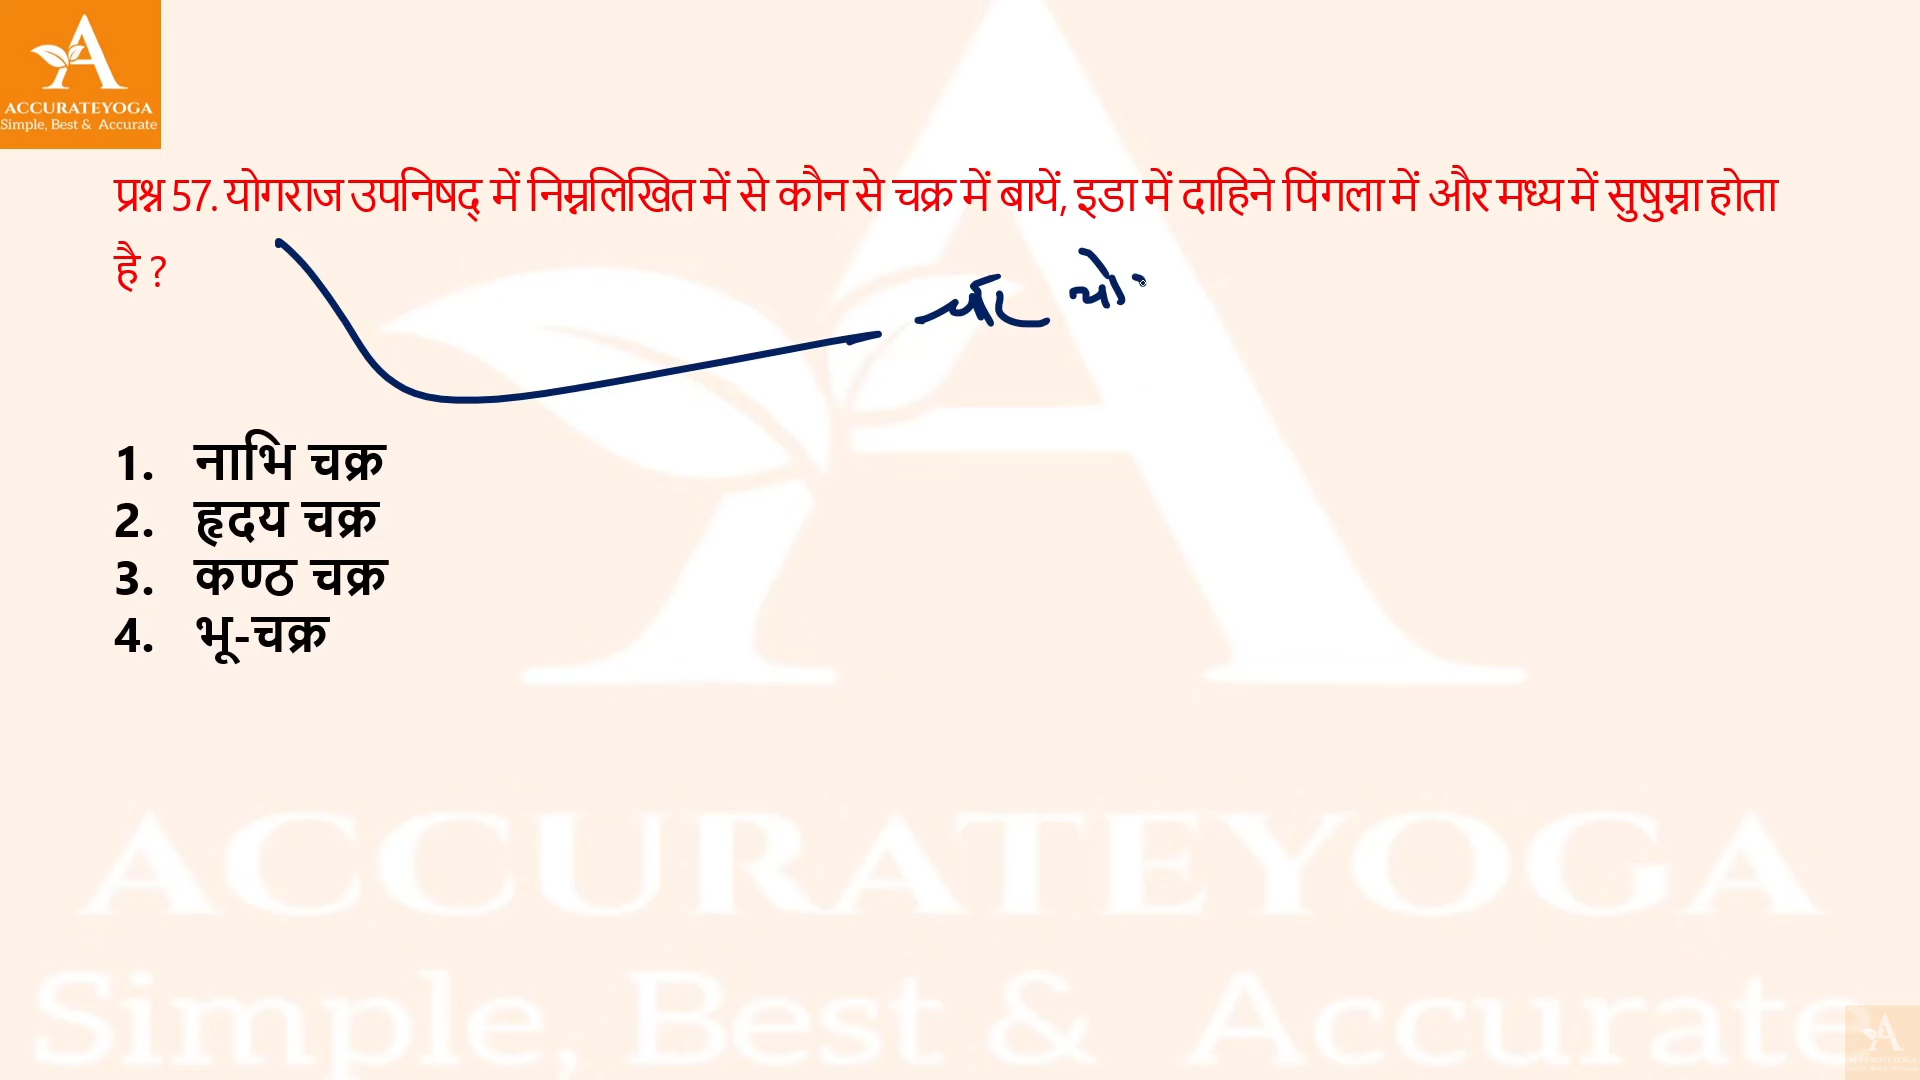 ACCURATEYOGA
Simple, Best & Accurate
प्रश्न 57. योगराज उपनिषद् में निम्नलिखित में से कौन से चक्र में बायें, इडा में दाहिने पिंगला में और मध्य में सुषुम्ना होता
है ?
चार यो
1. नाभि चक्र
2. हृदय चक्र
3. कण्ठ चक्र
4. भू-चक्र
ACCURATEYOGA
Simple, Best & Accurate